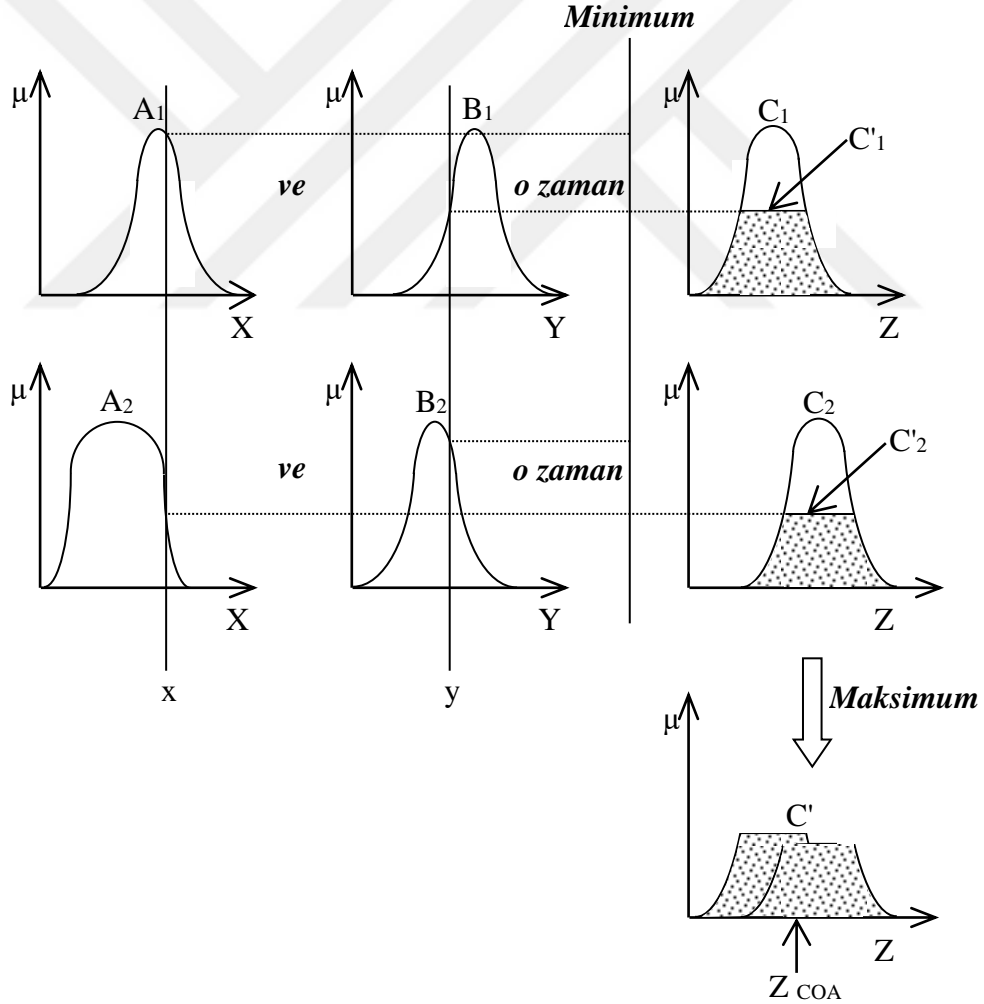 Minimum
μ A₁ μ B₁ μ C₁ C'₁
ve o zaman
X Y Z
μ A₂ μ B₂ μ C₂ C'₂
ve o zaman
X Y Z
x y
Maksimum
μ
C'
Z
Z COA